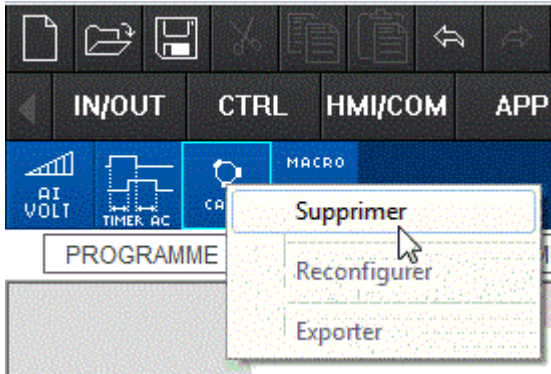 IN/OUT CTRL HMI/COM APP
AI VOLT
TIMER AC
MACRO
Supprimer
PROGRAMME
Reconfigurer
Exporter